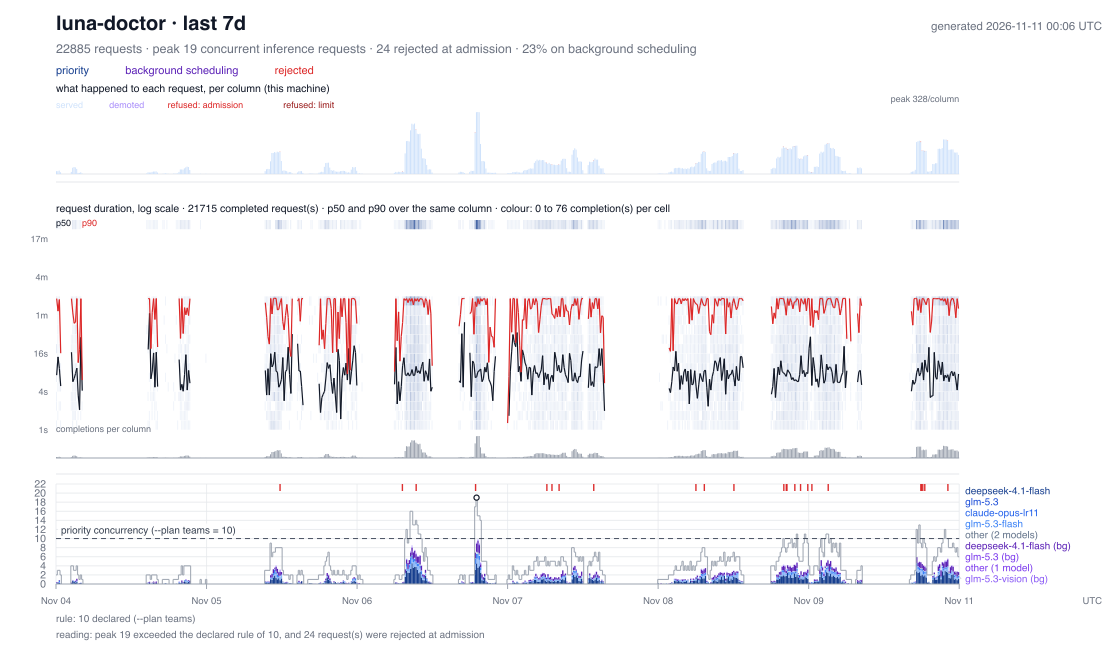 luna-doctor · last 7d
generated 2026-11-11 00:06 UTC
22885 requests · peak 19 concurrent inference requests · 24 rejected at admission · 23% on background scheduling
priority background scheduling rejected
what happened to each request, per column (this machine)
served demoted refused: admission refused: limit
peak 328/column
request duration, log scale · 21715 completed request(s) · p50 and p90 over the same column · colour: 0 to 76 completion(s) per cell
p50 p90
17m
4m
1m
16s
4s
1s
completions per column
22
20
18
16
14
12
10
8
6
4
2
0
priority concurrency (--plan teams = 10)
deepseek-4.1-flash
glm-5.3
claude-opus-lr11
glm-5.3-flash
other (2 models)
deepseek-4.1-flash (bg)
glm-5.3 (bg)
other (1 model)
glm-5.3-vision (bg)
Nov 04 Nov 05 Nov 06 Nov 07 Nov 08 Nov 09 Nov 11 UTC
rule: 10 declared (--plan teams)
reading: peak 19 exceeded the declared rule of 10, and 24 request(s) were rejected at admission